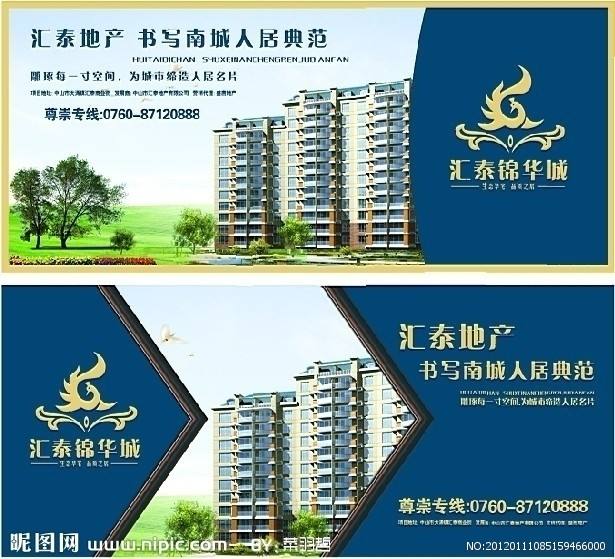 汇泰地产 书写南城人居典范
HUITAIDICHAN SHUXIENANCHENGRENJUDIANFAN
雕琢每一寸空间，为城市缔造人居名片
尊崇专线:0760-87120888
汇泰锦华城
汇泰地产
书写南城人居典范
雕琢每一寸空间,为城市缔造人居名片
汇泰锦华城
尊崇专线:0760-87120888
昵图网 www.nipic.com BY:
NO:20120111085159466000